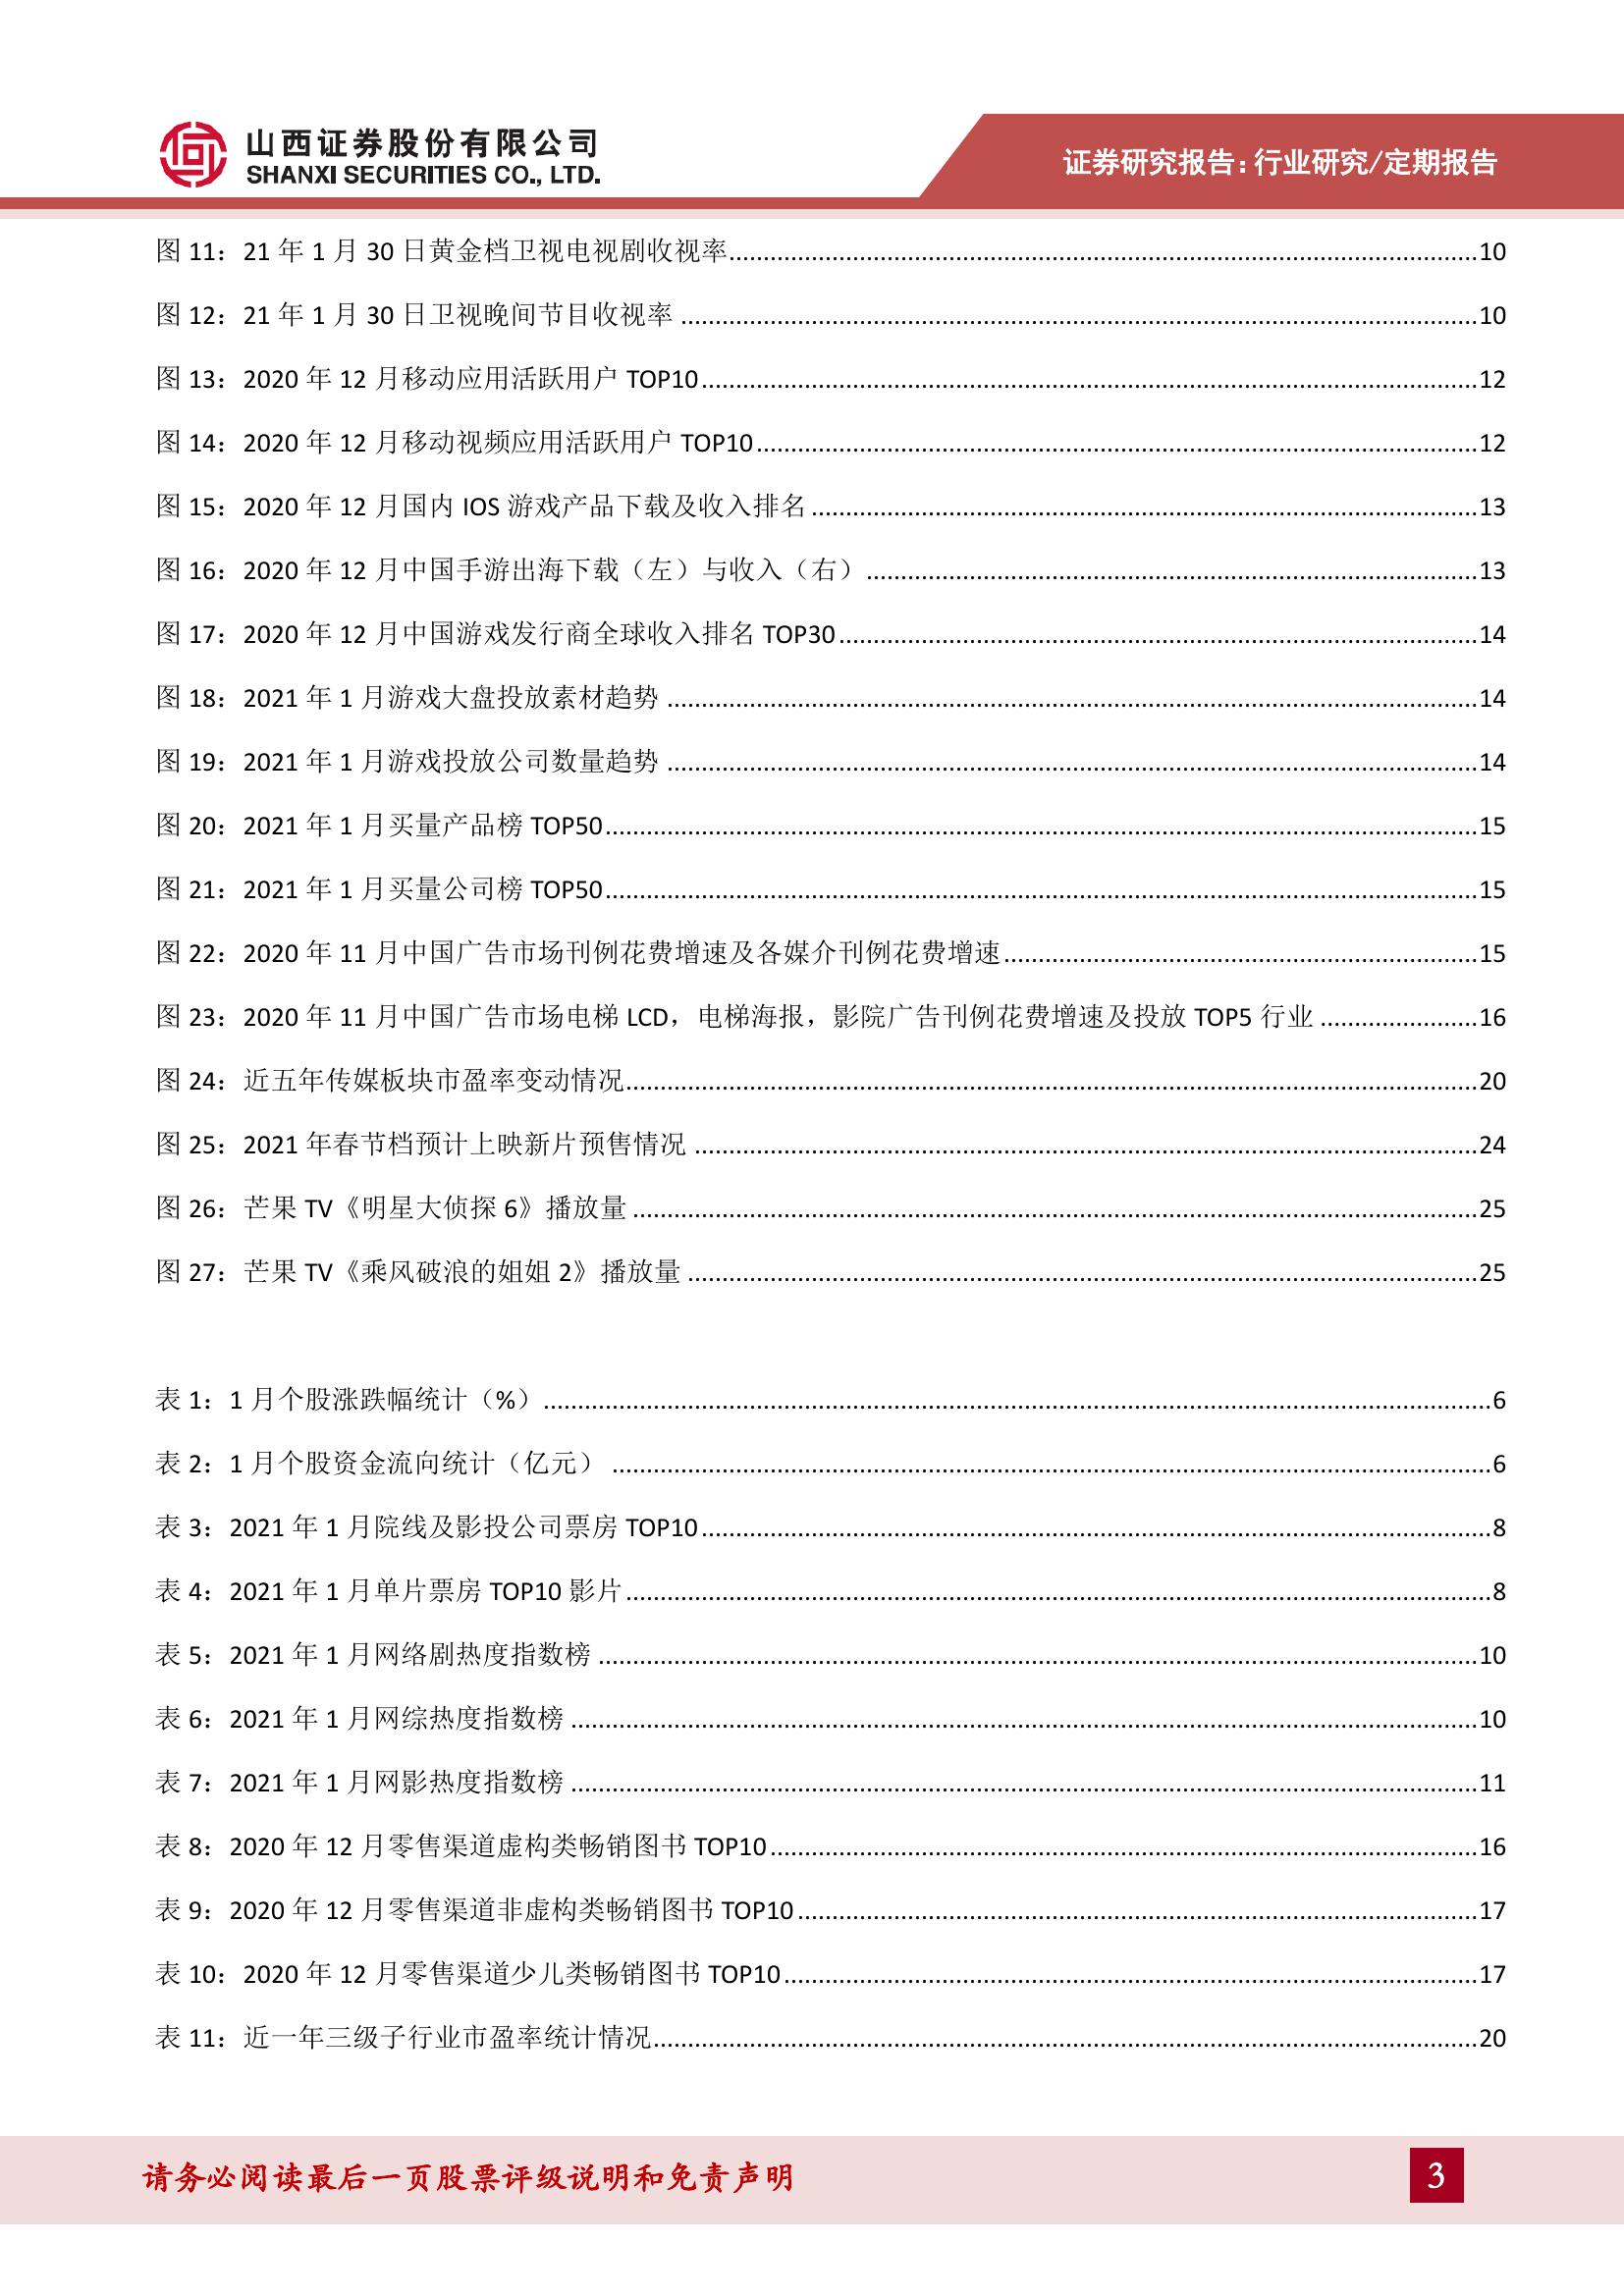 山西证券股份有限公司
SHANXI SECURITIES CO., LTD.
证券研究报告：行业研究/定期报告
图 11：21 年 1 月 30 日黄金档卫视电视剧收视率 10
图 12：21 年 1 月 30 日卫视晚间节目收视率 10
图 13：2020 年 12 月移动应用活跃用户 TOP10 12
图 14：2020 年 12 月移动视频应用活跃用户 TOP10 12
图 15：2020 年 12 月国内 IOS 游戏产品下载及收入排名 13
图 16：2020 年 12 月中国手游出海下载（左）与收入（右） 13
图 17：2020 年 12 月中国游戏发行商全球收入排名 TOP30 14
图 18：2021 年 1 月游戏大盘投放素材趋势 14
图 19：2021 年 1 月游戏投放公司数量趋势 14
图 20：2021 年 1 月买量产品榜 TOP50 15
图 21：2021 年 1 月买量公司榜 TOP50 15
图 22：2020 年 11 月中国广告市场刊例花费增速及各媒介刊例花费增速 15
图 23：2020 年 11 月中国广告市场电梯 LCD，电梯海报，影院广告刊例花费增速及投放 TOP5 行业 16
图 24：近五年传媒板块市盈率变动情况 20
图 25：2021 年春节档预计上映新片预售情况 24
图 26：芒果 TV《明星大侦探 6》播放量 25
图 27：芒果 TV《乘风破浪的姐姐 2》播放量 25
表 1：1 月个股涨跌幅统计（%） 6
表 2：1 月个股资金流向统计（亿元） 6
表 3：2021 年 1 月院线及影投公司票房 TOP10 8
表 4：2021 年 1 月单片票房 TOP10 影片 8
表 5：2021 年 1 月网络剧热度指数榜 10
表 6：2021 年 1 月网综热度指数榜 10
表 7：2021 年 1 月网影热度指数榜 11
表 8：2020 年 12 月零售渠道虚构类畅销图书 TOP10 16
表 9：2020 年 12 月零售渠道非虚构类畅销图书 TOP10 17
表 10：2020 年 12 月零售渠道少儿类畅销图书 TOP10 17
表 11：近一年三级子行业市盈率统计情况 20
请务必阅读最后一页股票评级说明和免责声明
3